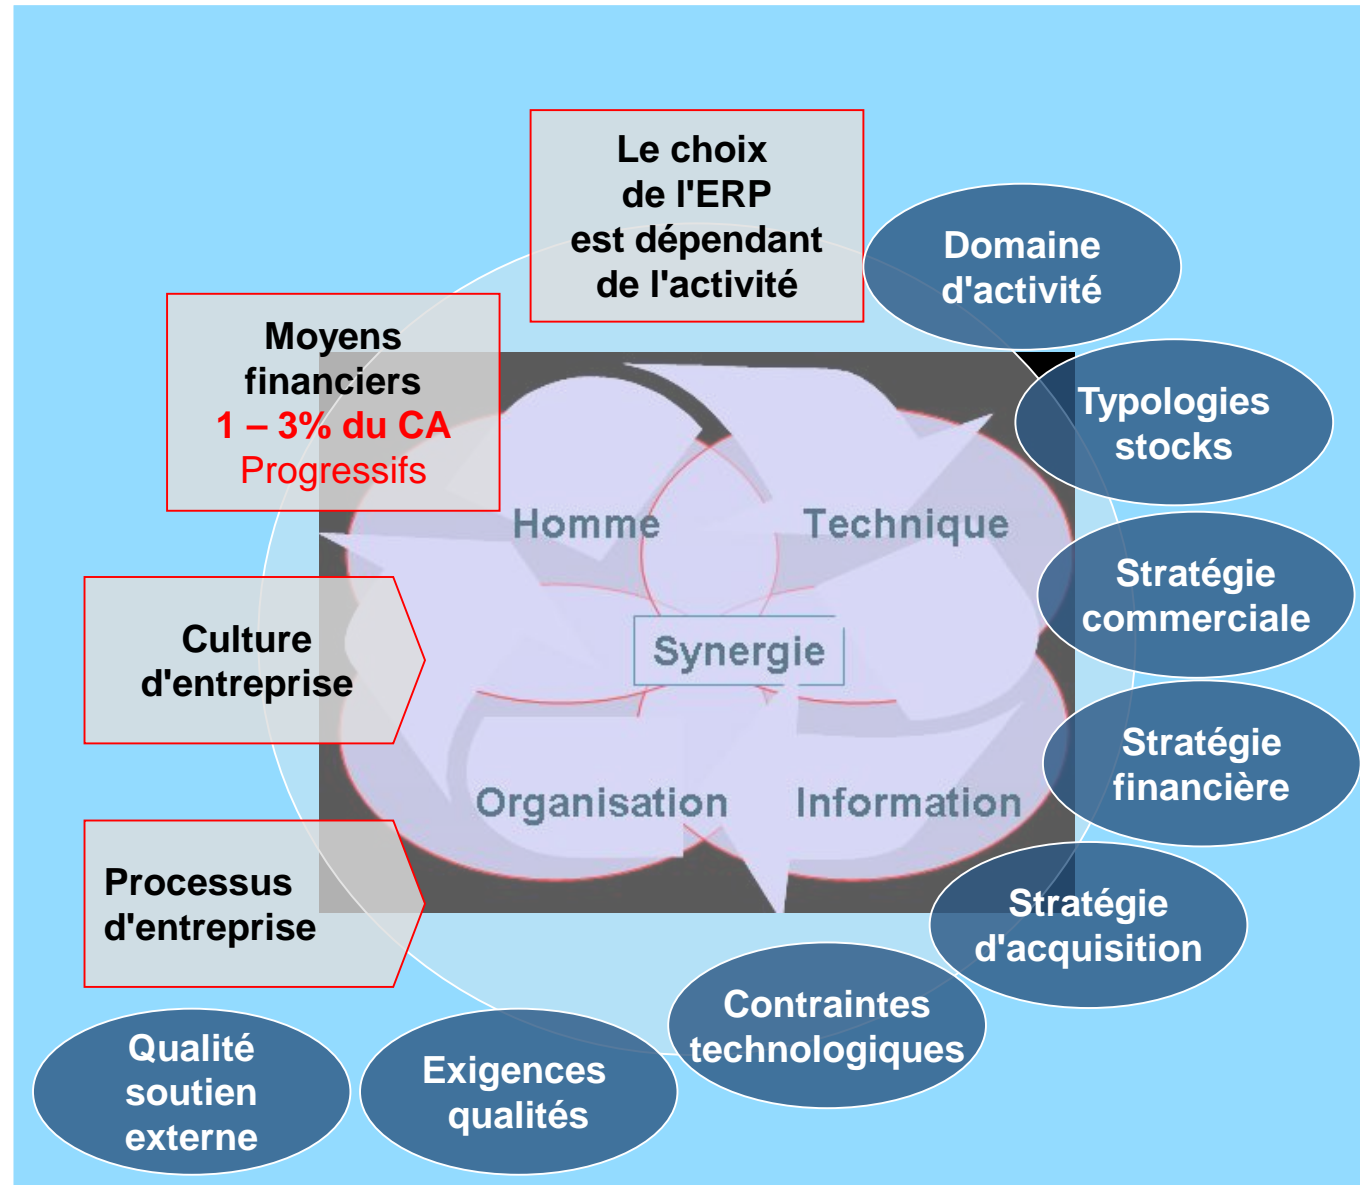 Le choix
de l'ERP
est dépendant
de l'activité
Domaine
d'activité
Moyens
financiers
1 – 3% du CA
Progressifs
Typologies
stocks
Homme
Technique
Stratégie
commerciale
Culture
d'entreprise
Synergie
Stratégie
financière
Organisation
Information
Processus
d'entreprise
Stratégie
d'acquisition
Contraintes
technologiques
Exigences
qualités
Qualité
soutien
externe